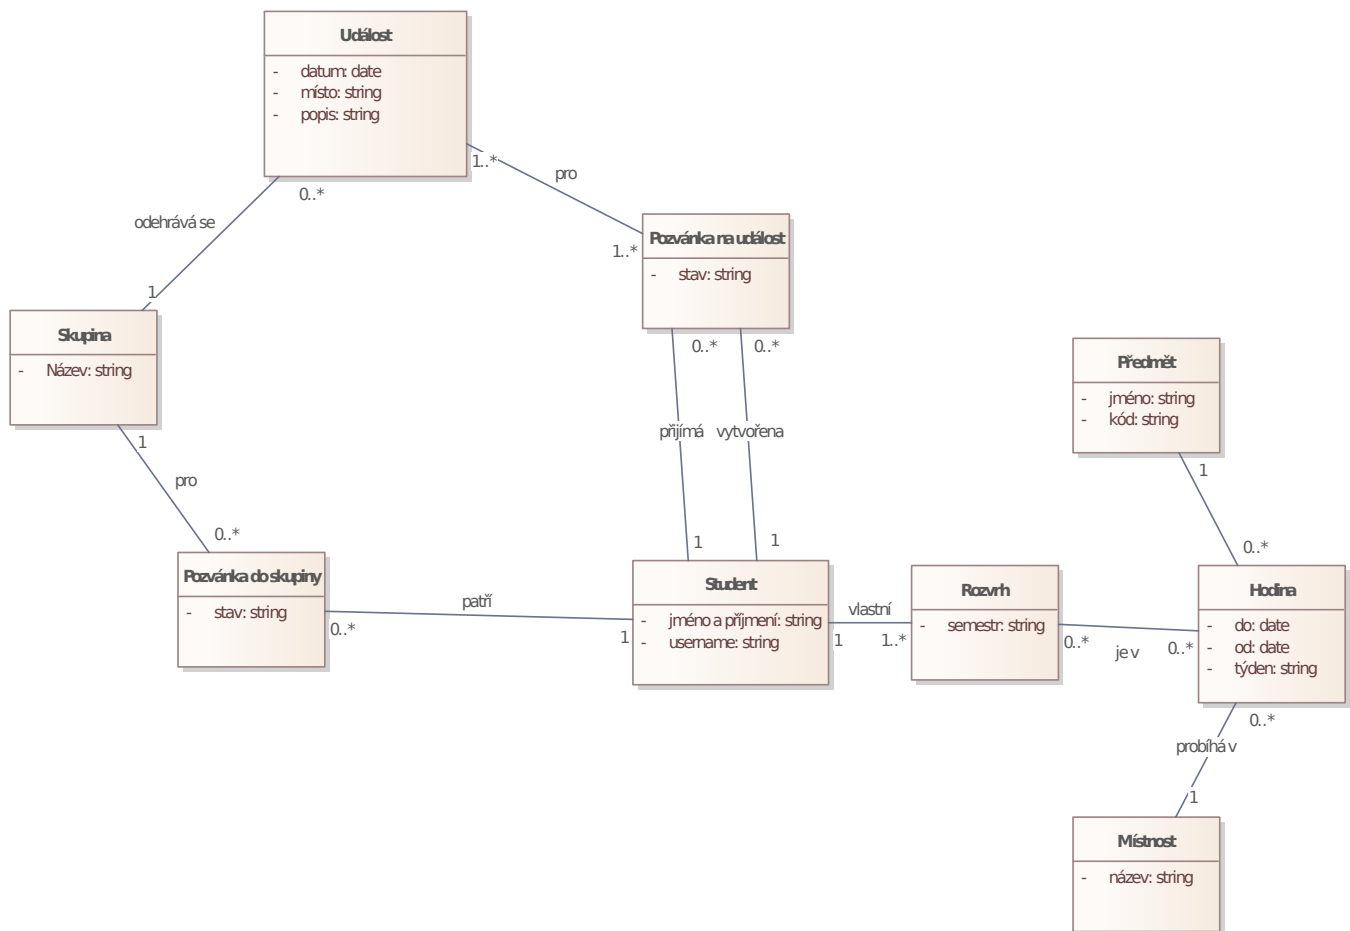 Událost
- datum: date
- místo: string
- popis: string
1..*
pro
0..*
odehrává se
1..*
Pozvánka na událost
- stav: string
1
Skupina
- Název: string
0..*
0..*
Předmět
- jméno: string
- kód: string
přijímá
vytvořena
1
1
pro
0..*
1
1
0..*
Pozvánka do skupiny
- stav: string
patří
0..*
1
Student
- jméno a příjmení: string
- username: string
vlastní
1
1..*
Rozvrh
- semestr: string
0..*
je v
0..*
Hodina
- do: date
- od: date
- týden: string
0..*
probíhá v
1
Místnost
- název: string